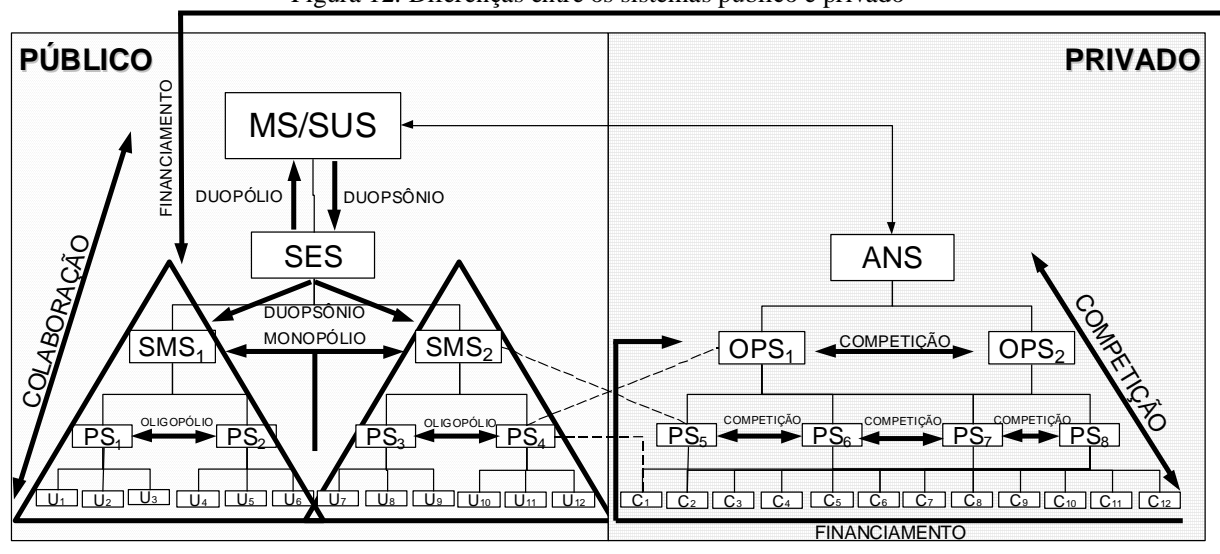 Figura 12: Diferenças entre os sistemas público e privado
PÚBLICO
PRIVADO
FINANCIAMENTO
COLABORAÇÃO
MS/SUS
DUOPÓLIO
DUOPSÔNIO
SES
ANS
DUOPSÔNIO
MONOPÓLIO
SMS1
SMS2
OPS1
COMPETIÇÃO
OPS2
COMPETIÇÃO
PS1
OLIGOPÓLIO
PS2
PS3
OLIGOPÓLIO
PS4
PS5
COMPETIÇÃO
PS6
COMPETIÇÃO
PS7
COMPETIÇÃO
PS8
U1 U2 U3 U4 U5 U6 U7 U8 U9 U10 U11 U12
C1 C2 C3 C4 C5 C6 C7 C8 C9 C10 C11 C12
FINANCIAMENTO